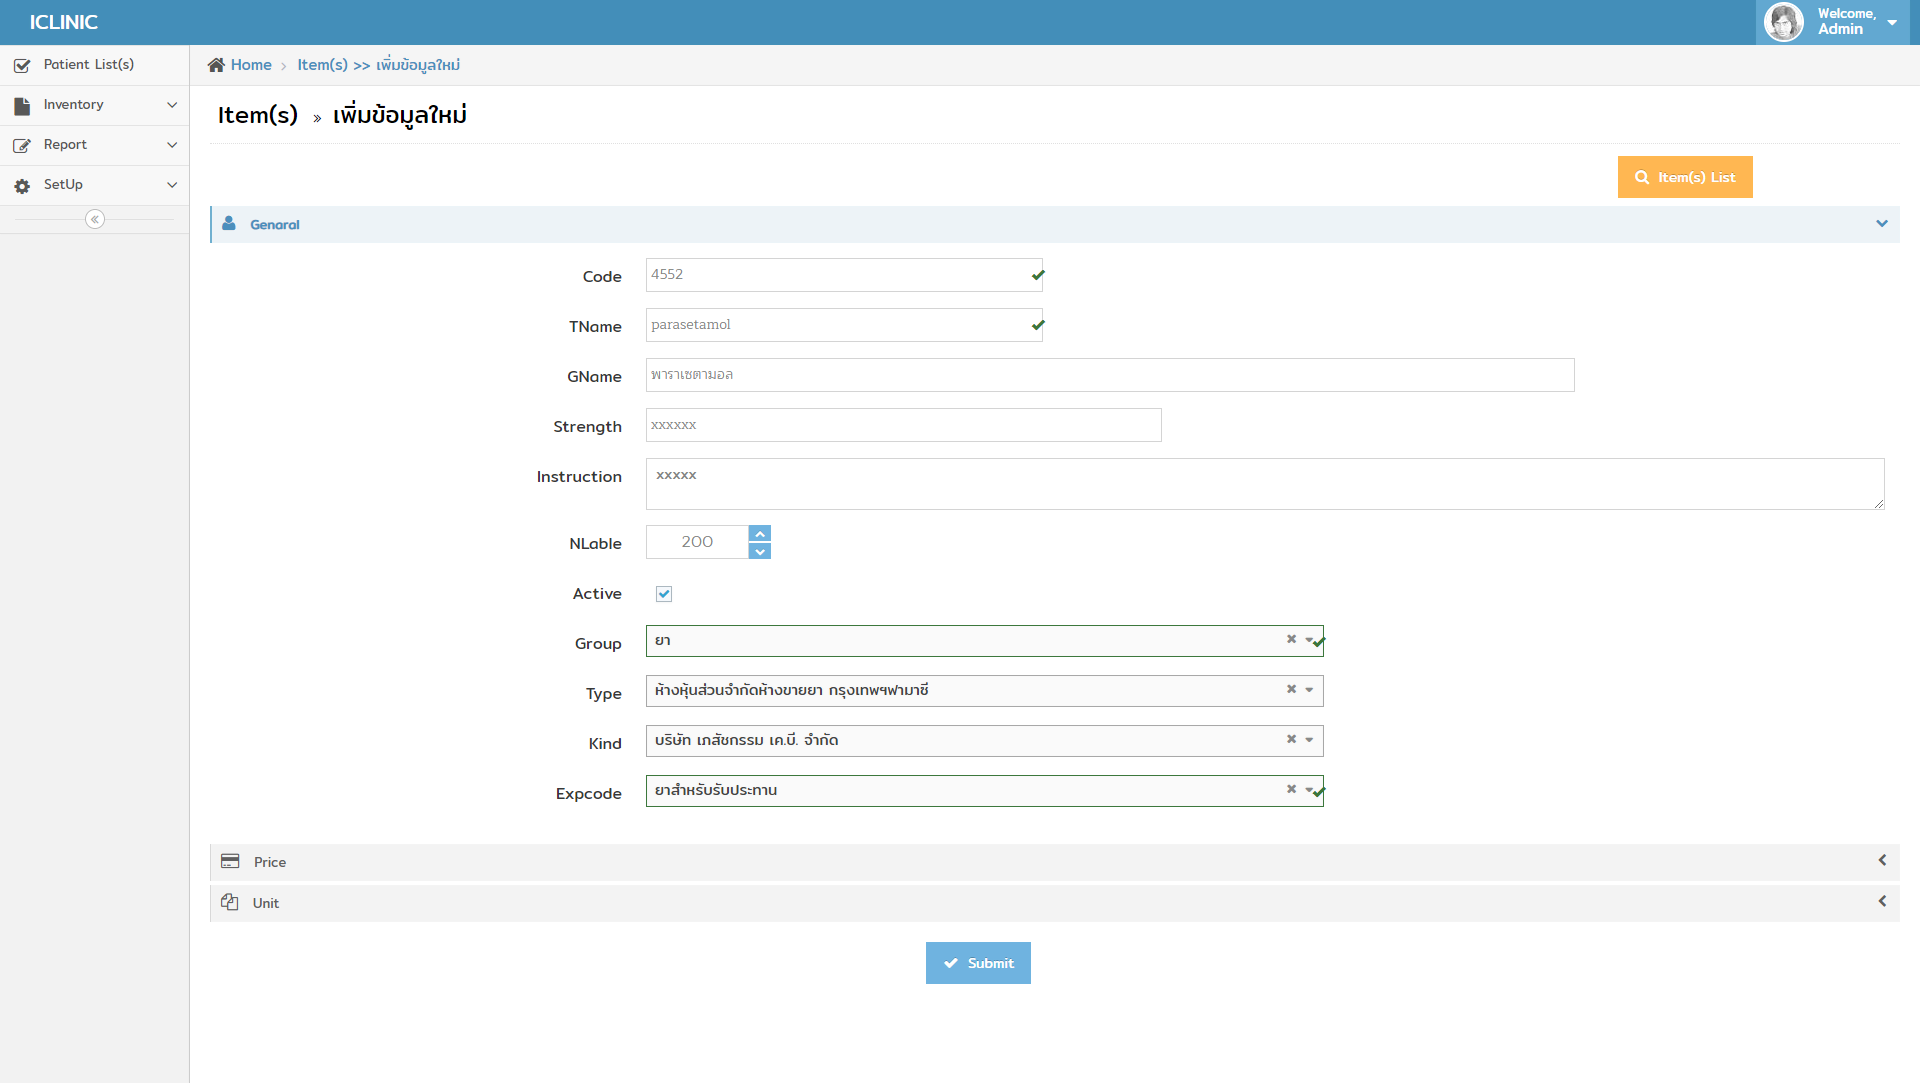 ICLINIC
Welcome,
Admin
Patient List(s)
Inventory
Report
SetUp
Home
Item(s) >> เพิ่มข้อมูลใหม่
Item(s) » เพิ่มข้อมูลใหม่
Item(s) List
Genaral
Code 4552
TName parasetamol
GName พาราเซตามอล
Strength xxxxxx
Instruction xxxxx
NLable 200
Active
Group ยา
Type ห้างหุ้นส่วนจำกัดห้างขายยา กรุงเทพฯฟามาซี
Kind บริษัท เภสัชกรรม เค.บี. จำกัด
Expcode ยาสำหรับรับประทาน
Price
Unit
Submit